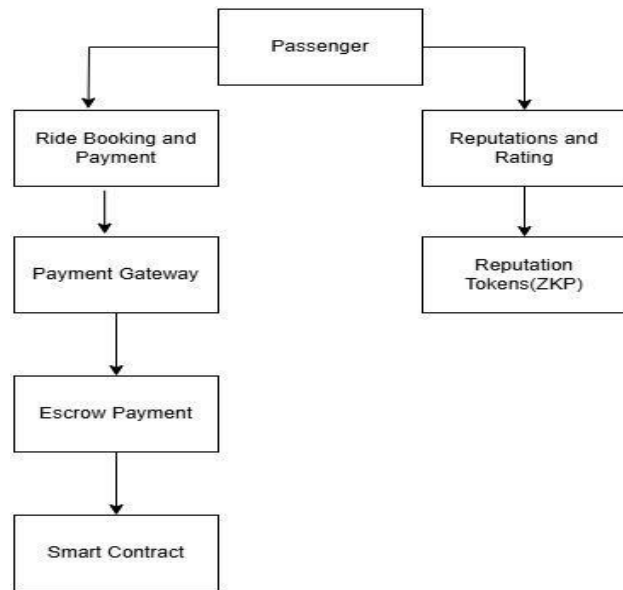 Passenger
Ride Booking and
Payment
Reputations and
Rating
Payment Gateway
Reputation
Tokens(ZKP)
Escrow Payment
Smart Contract